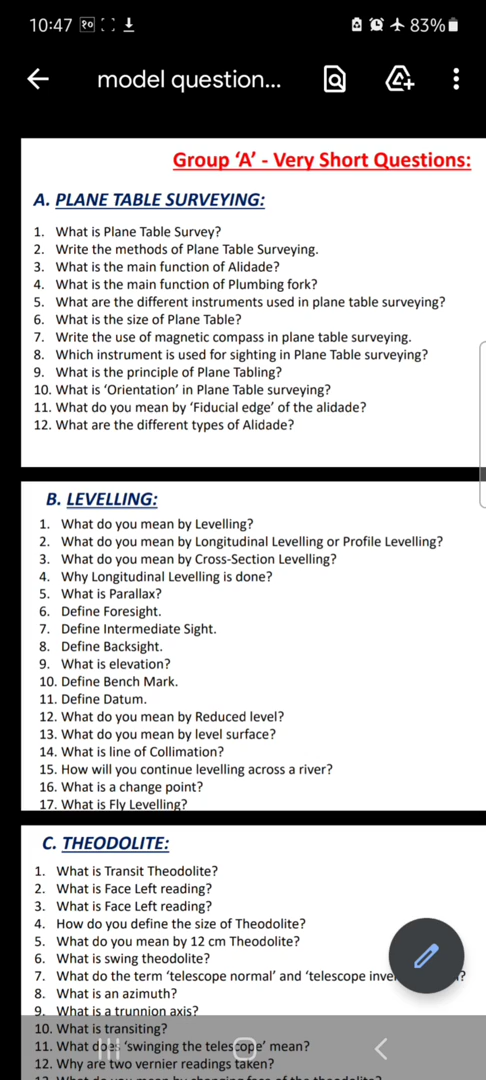 10:47 २० 83%
model question...
Group ‘A’ - Very Short Questions:
A. PLANE TABLE SURVEYING:
1. What is Plane Table Survey?
2. Write the methods of Plane Table Surveying.
3. What is the main function of Alidade?
4. What is the main function of Plumbing fork?
5. What are the different instruments used in plane table surveying?
6. What is the size of Plane Table?
7. Write the use of magnetic compass in plane table surveying.
8. Which instrument is used for sighting in Plane Table surveying?
9. What is the principle of Plane Tabling?
10. What is ‘Orientation’ in Plane Table surveying?
11. What do you mean by ‘Fiducial edge’ of the alidade?
12. What are the different types of Alidade?
B. LEVELLING:
1. What do you mean by Levelling?
2. What do you mean by Longitudinal Levelling or Profile Levelling?
3. What do you mean by Cross-Section Levelling?
4. Why Longitudinal Levelling is done?
5. What is Parallax?
6. Define Foresight.
7. Define Intermediate Sight.
8. Define Backsight.
9. What is elevation?
10. Define Bench Mark.
11. Define Datum.
12. What do you mean by Reduced level?
13. What do you mean by level surface?
14. What is line of Collimation?
15. How will you continue levelling across a river?
16. What is a change point?
17. What is Fly Levelling?
C. THEODOLITE:
1. What is Transit Theodolite?
2. What is Face Left reading?
3. What is Face Left reading?
4. How do you define the size of Theodolite?
5. What do you mean by 12 cm Theodolite?
6. What is swing theodolite?
7. What do the term ‘telescope normal’ and ‘telescope ?
8. What is an azimuth?
9. What is a trunnion axis?
10. What is transiting?
11. What does ‘swinging the telescope’ mean?
12. Why are two vernier readings taken?